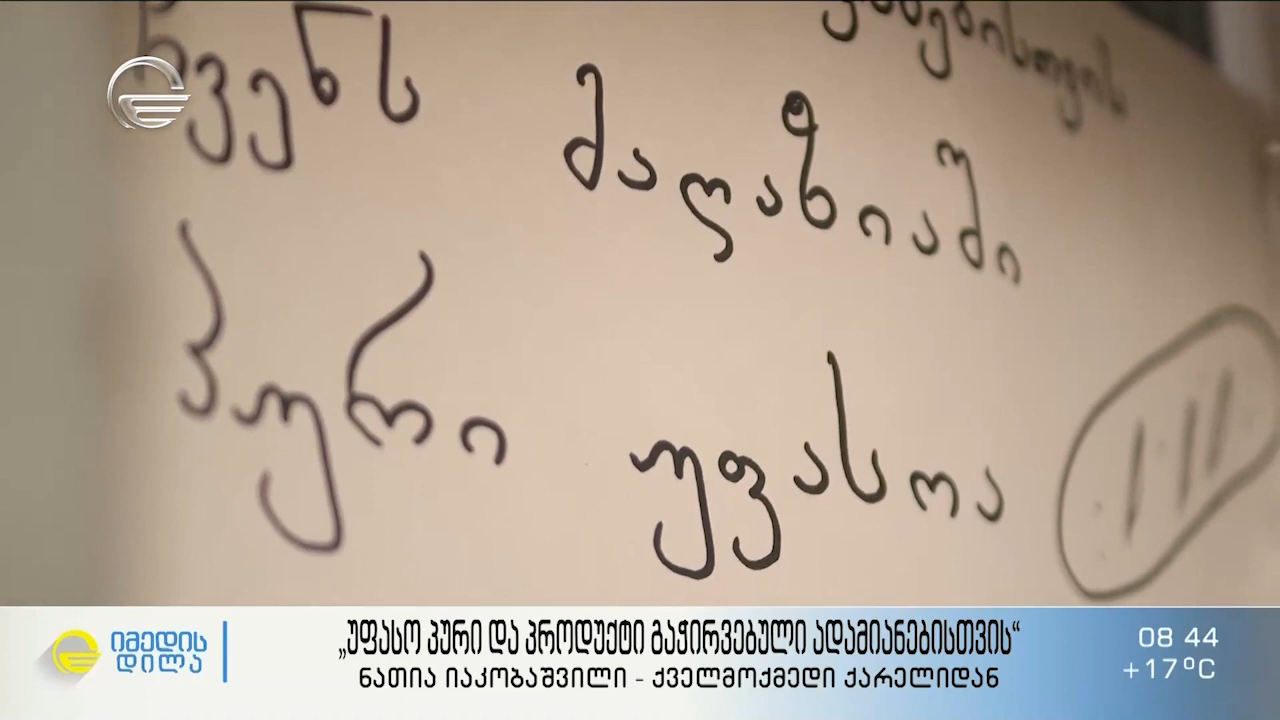 ჩვენს მაღაზიაში
პური უფასოა
იმედის
დილა
„უფასო პური და პროდუქტი გაჭირვებული ადამიანებისთვის“
ნათია იაკობაშვილი - ქველმოქმედი ქარელიდან
08 44
+17°C